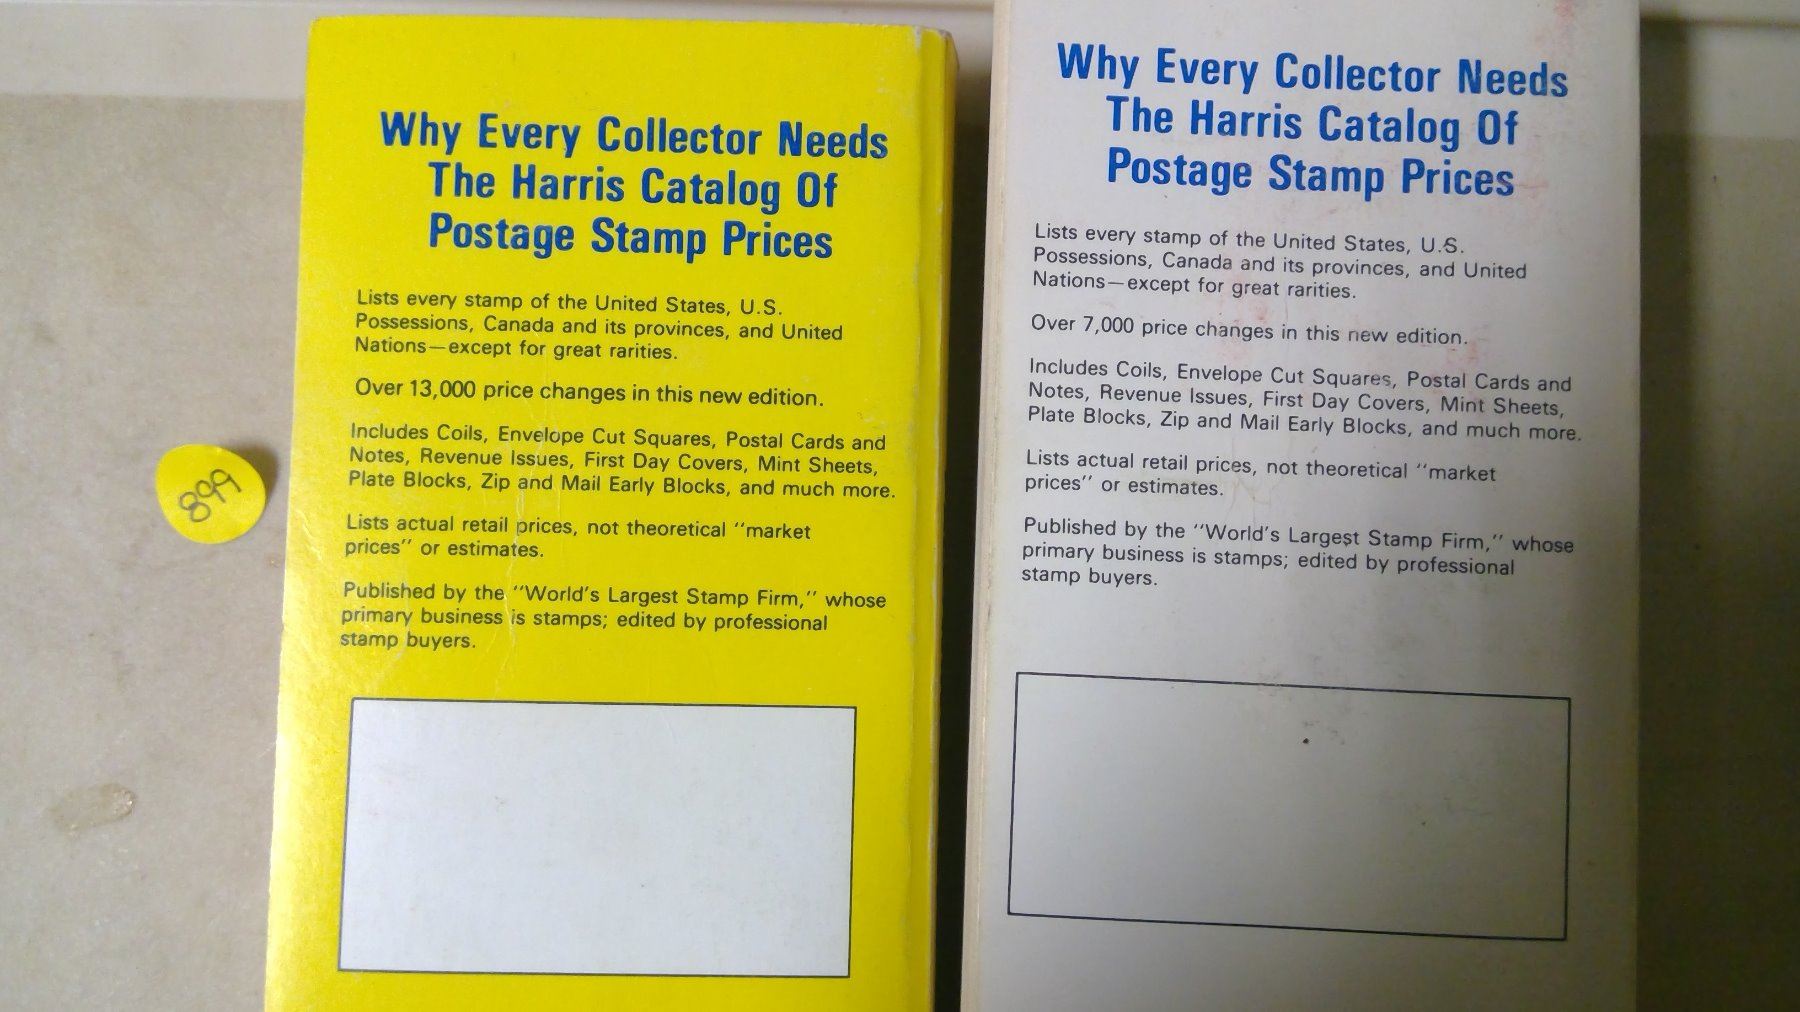 899
Why Every Collector Needs
The Harris Catalog Of
Postage Stamp Prices
Lists every stamp of the United States, U.S.
Possessions, Canada and its provinces, and United
Nations—except for great rarities.
Over 13,000 price changes in this new edition.
Includes Coils, Envelope Cut Squares, Postal Cards and
Notes, Revenue Issues, First Day Covers, Mint Sheets,
Plate Blocks, Zip and Mail Early Blocks, and much more.
Lists actual retail prices, not theoretical "market
prices" or estimates.
Published by the "World's Largest Stamp Firm," whose
primary business is stamps; edited by professional
stamp buyers.
Why Every Collector Needs
The Harris Catalog Of
Postage Stamp Prices
Lists every stamp of the United States, U.S.
Possessions, Canada and its provinces, and United
Nations—except for great rarities.
Over 7,000 price changes in this new edition.
Includes Coils, Envelope Cut Squares, Postal Cards and
Notes, Revenue Issues, First Day Covers, Mint Sheets,
Plate Blocks, Zip and Mail Early Blocks, and much more.
Lists actual retail prices, not theoretical "market
prices" or estimates.
Published by the "World's Largest Stamp Firm," whose
primary business is stamps; edited by professional
stamp buyers.